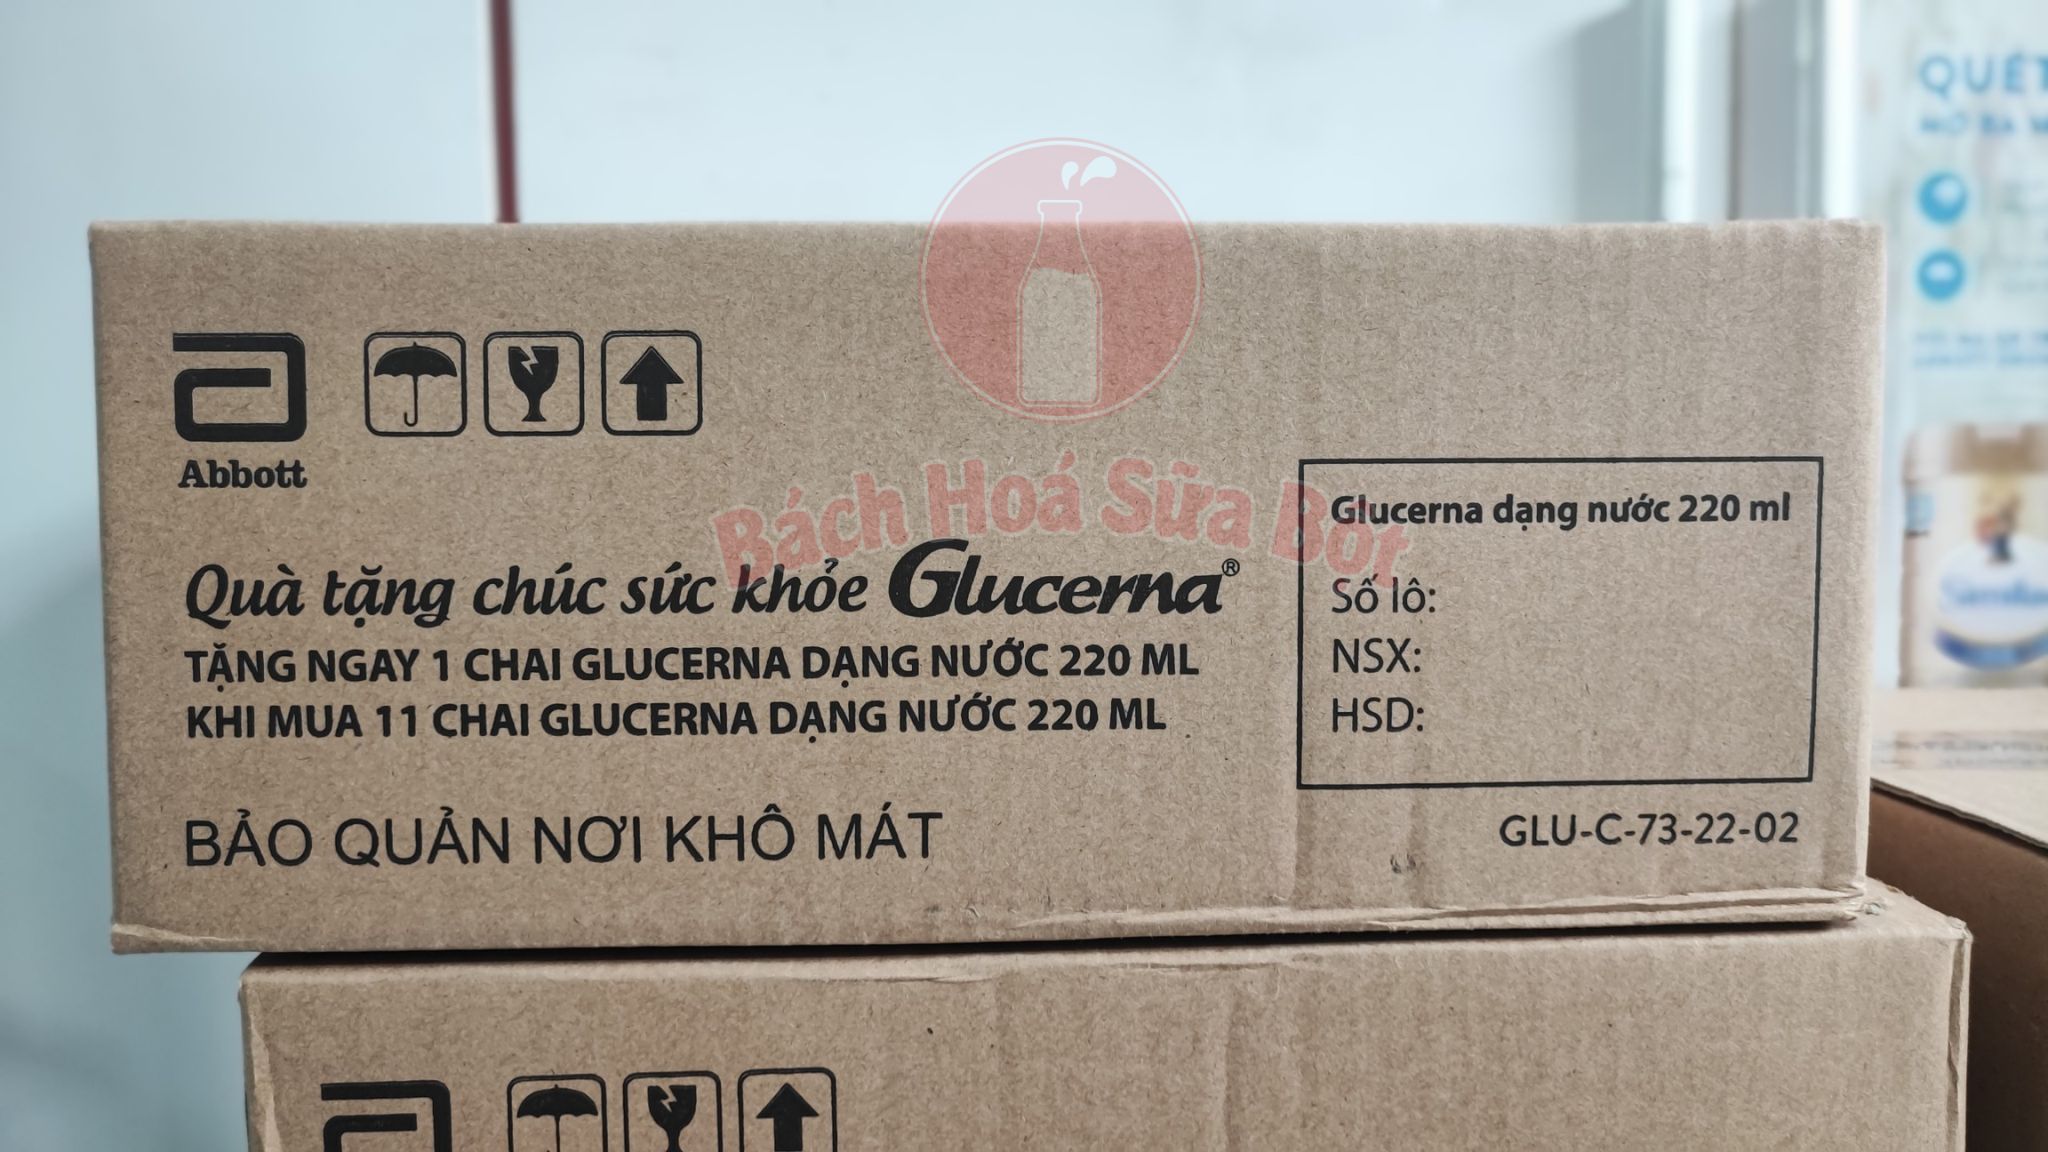 Abbott
Quà tặng chúc sức khỏe Glucerna®
TẶNG NGAY 1 CHAI GLUCERNA DẠNG NƯỚC 220 ML
KHI MUA 11 CHAI GLUCERNA DẠNG NƯỚC 220 ML
BẢO QUẢN NƠI KHÔ MÁT
Glucerna dạng nước 220 ml
Số lô:
NSX:
HSD:
GLU-C-73-22-02
Bách Hoá Sữa Bột
QUÉT